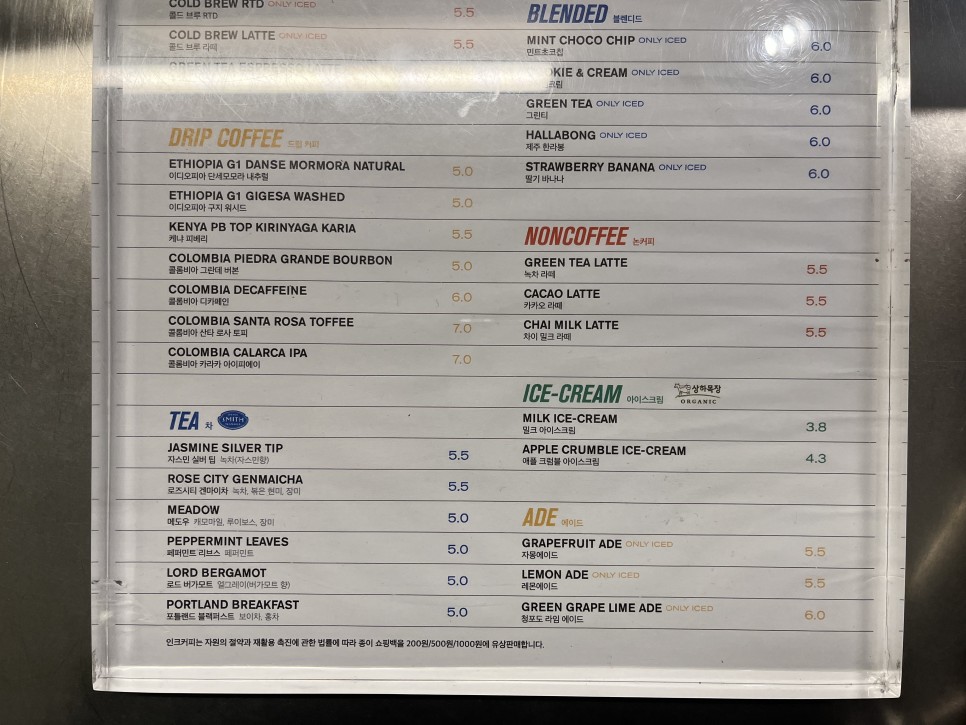 COLD BREW RTD ONLY ICED
콜드 브루 RTD 5.5
COLD BREW LATTE ONLY ICED
콜드 브루 라떼 5.5
DRIP COFFEE 드립 커피
ETHIOPIA G1 DANSE MORMORA NATURAL
이디오피아 단세모모라 내추럴 5.0
ETHIOPIA G1 GIGESA WASHED
이디오피아 구지 워시드 5.0
KENYA PB TOP KIRINYAGA KARIA
케냐 피베리 5.5
COLOMBIA PIEDRA GRANDE BOURBON
콜롬비아 그란데 버본 5.0
COLOMBIA DECAFFEINE
콜롬비아 디카페인 6.0
COLOMBIA SANTA ROSA TOFFEE
콜롬비아 산타 로사 토피 7.0
COLOMBIA CALARCA IPA
콜롬비아 카라카 아이피에이 7.0
TEA 차 SMITH
JASMINE SILVER TIP
자스민 실버 팁 녹차(자스민향) 5.5
ROSE CITY GENMAICHA
로즈시티 겐마이차 녹차, 볶은 현미, 장미 5.5
MEADOW
메도우 캐모마일, 루이보스, 장미 5.0
PEPPERMINT LEAVES
페퍼민트 리브스 페퍼민트 5.0
LORD BERGAMOT
로드 버가모트 얼그레이(버가모트 향) 5.0
PORTLAND BREAKFAST
포틀랜드 블랙퍼스트 보이차, 홍차 5.0
BLENDED 블렌디드
MINT CHOCO CHIP ONLY ICED
민트초코칩 6.0
& CREAM ONLY ICED
6.0
GREEN TEA ONLY ICED
그린티 6.0
HALLABONG ONLY ICED
제주 한라봉 6.0
STRAWBERRY BANANA ONLY ICED
딸기 바나나 6.0
NONCOFFEE 논커피
GREEN TEA LATTE
녹차 라떼 5.5
CACAO LATTE
카카오 라떼 5.5
CHAI MILK LATTE
차이 밀크 라떼 5.5
ICE-CREAM 아이스크림 상하목장 ORGANIC
MILK ICE-CREAM
밀크 아이스크림 3.8
APPLE CRUMBLE ICE-CREAM
애플 크럼블 아이스크림 4.3
ADE 에이드
GRAPEFRUIT ADE ONLY ICED
자몽에이드 5.5
LEMON ADE ONLY ICED
레몬에이드 5.5
GREEN GRAPE LIME ADE ONLY ICED
청포도 라임 에이드 6.0
인크커피는 자원의 절약과 재활용 촉진에 관한 법률에 따라 종이 쇼핑백을 200원/500원/1000원에 유상판매합니다.